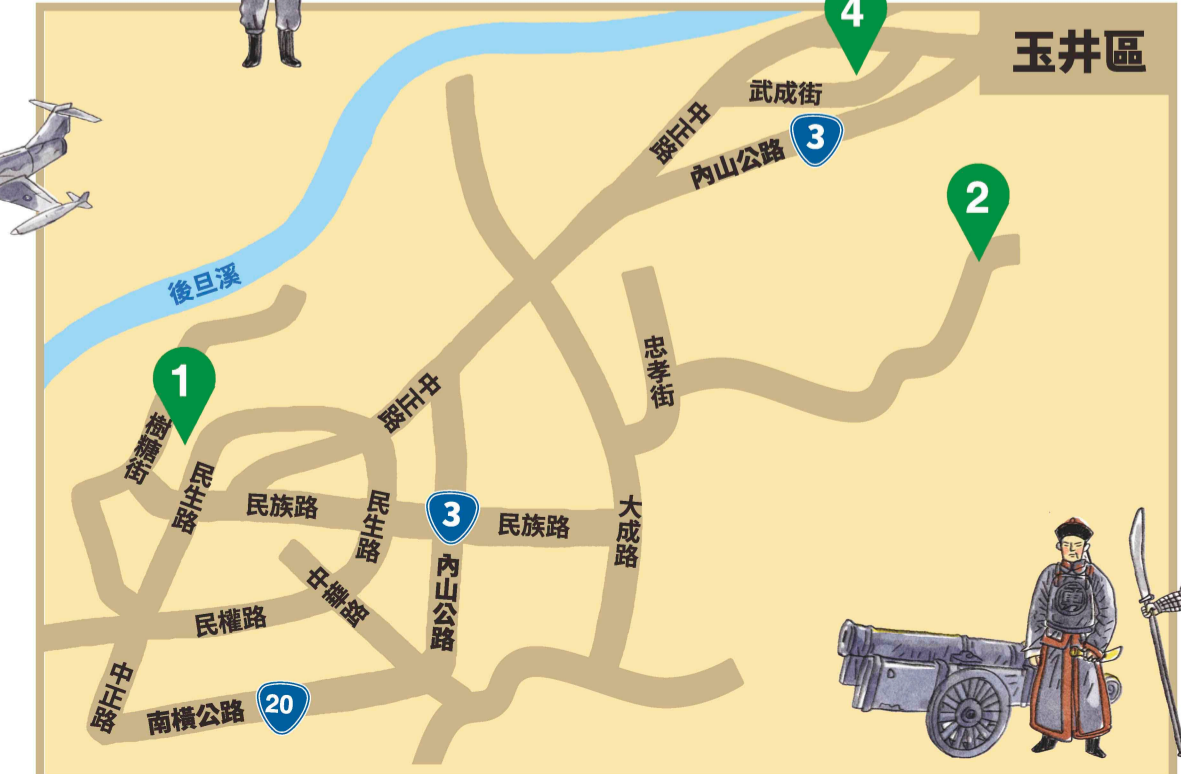 4
玉井區
武成街
中正路
3
內山公路
2
後旦溪
忠孝街
1
中正路
樹糖街
民生路
民族路
民生路
3
民族路
大成路
內山公路
中華路
民權路
中正路
南橫公路
20
勇